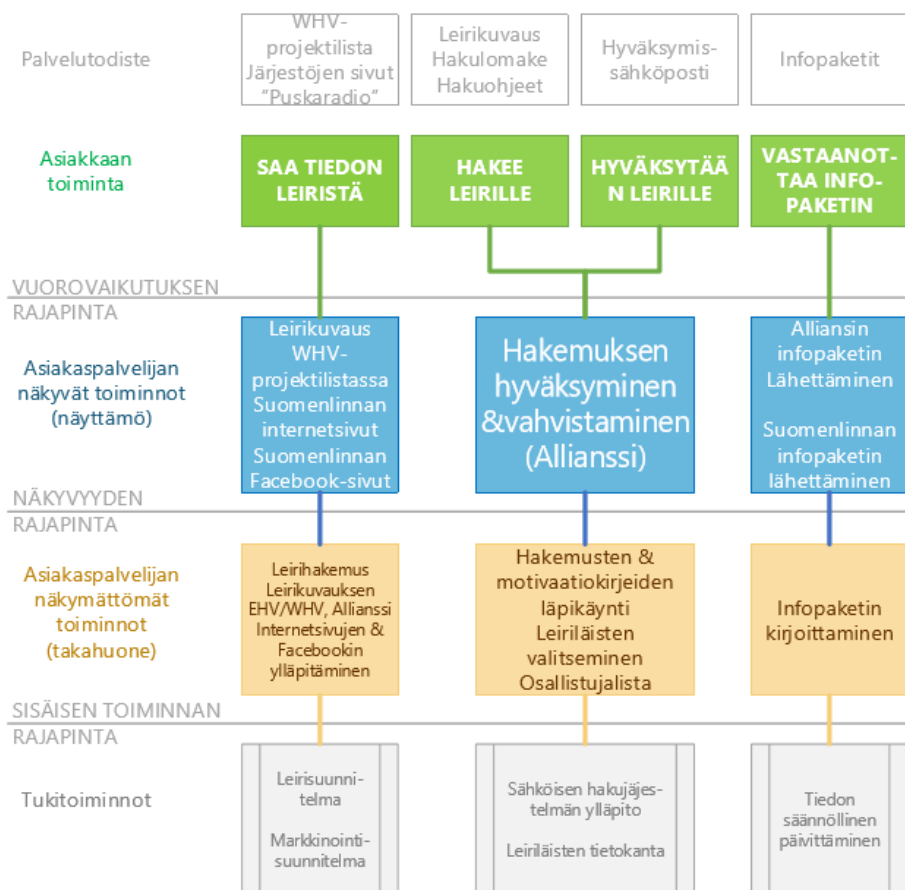 Palvelutodiste
WHV-
projektilista
Järjestöjen sivut
"Puskaradio"
Leirikuvaus
Hakulomake
Hakuohjeet
Hyväksymis-
sähköposti
Infopaketit
Asiakkaan
toiminta
SAA TIEDON
LEIRISTÄ
HAKEE
LEIRILLE
HYVÄKSYTÄÄ
N LEIRILLE
VASTAANOT-
TAA INFO-
PAKETIN
VUOROVAIKUTUKSEN
RAJAPINTA
Asiakaspalvelijan
näkyvät toiminnot
(näyttämö)
Leirikuvaus
WHV-
projektilistassa
Suomenlinnan
internetsivut
Suomenlinnan
Facebook-sivut
Hakemuksen
hyväksyminen
&vahvistaminen
(Allianssi)
Alliansin
infopaketin
Lähettäminen
Suomenlinnan
infopaketin
lähettäminen
NÄKYVYYDEN
RAJAPINTA
Asiakaspalvelijan
näkymättömät
toiminnot
(takahuone)
Leirihakemus
Leirikuvauksen
EHV/WHV, Allianssi
Internetsivujen &
Facebookin
ylläpitäminen
Hakemusten &
motivaatiokirjeiden
läpikäynti
Leiriläisten
valitseminen
Osallistujalista
Infopaketin
kirjoittaminen
SISÄISEN TOIMINNAN
RAJAPINTA
Tukitoiminnot
Leirisuunni-
telma
Markkinointi-
suunnitelma
Sähköisen hakujäjes-
telmän ylläpito
Leiriläisten tietokanta
Tiedon
säännöllinen
päivittäminen